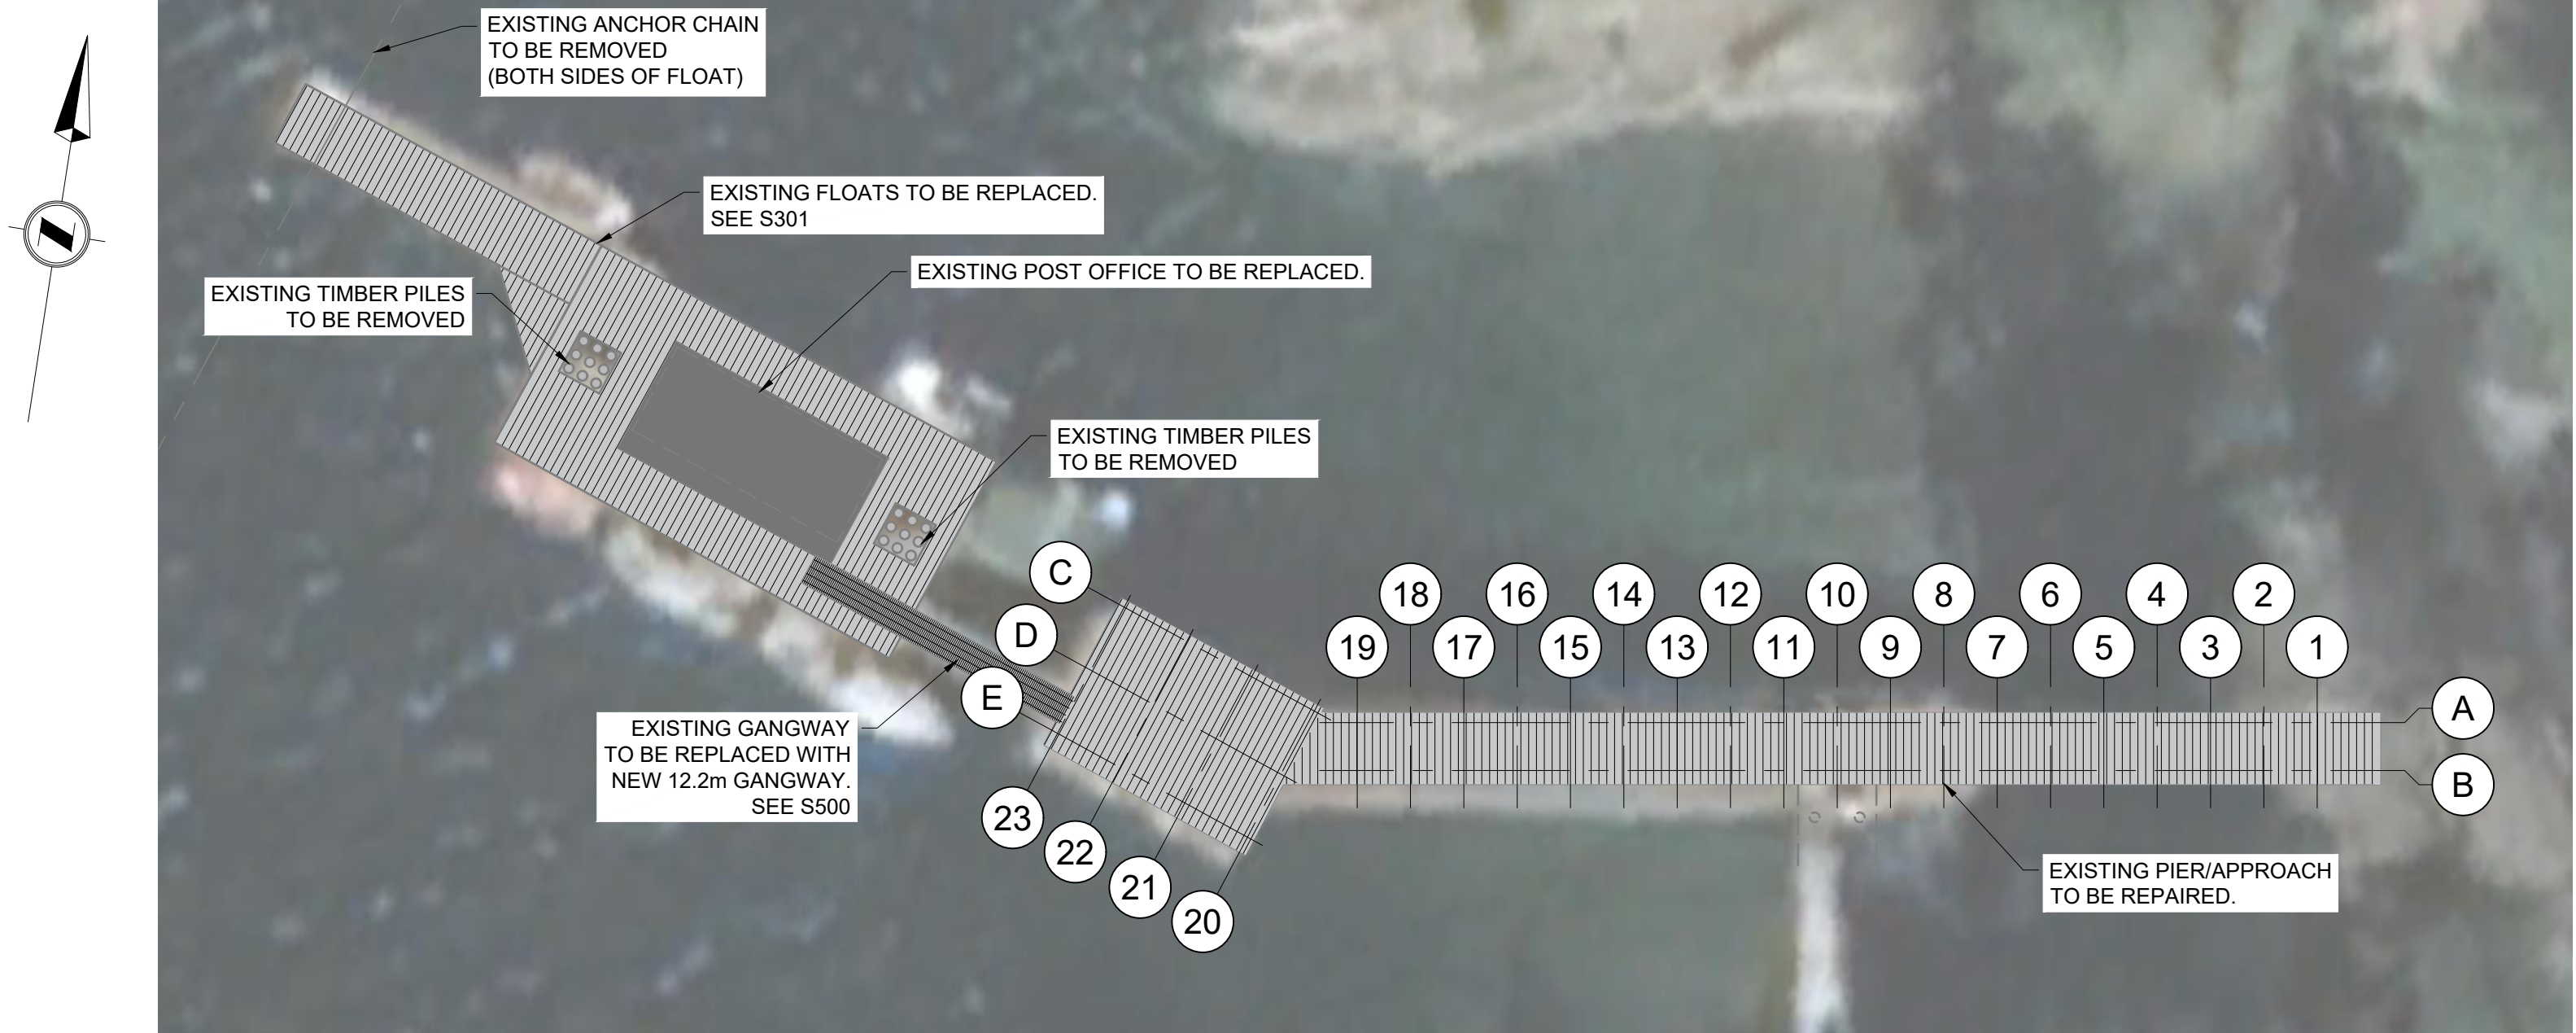 EXISTING ANCHOR CHAIN
TO BE REMOVED
(BOTH SIDES OF FLOAT)
EXISTING FLOATS TO BE REPLACED.
SEE S301
EXISTING POST OFFICE TO BE REPLACED.
EXISTING TIMBER PILES
TO BE REMOVED
EXISTING TIMBER PILES
TO BE REMOVED
C
D
E
18
16
14
12
10
8
6
4
2
19
17
15
13
11
9
7
5
3
1
A
B
EXISTING GANGWAY
TO BE REPLACED WITH
NEW 12.2m GANGWAY.
SEE S500
23
22
21
20
EXISTING PIER/APPROACH
TO BE REPAIRED.